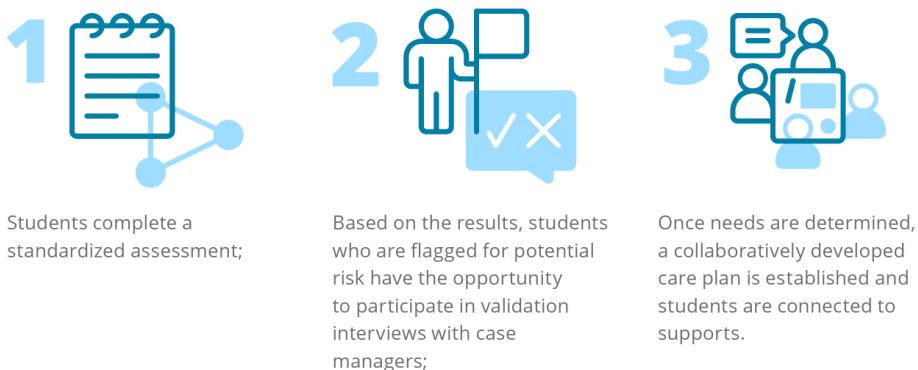 1
Students complete a
standardized assessment;
2
Based on the results, students
who are flagged for potential
risk have the opportunity
to participate in validation
interviews with case
managers;
3
Once needs are determined,
a collaboratively developed
care plan is established and
students are connected to
supports.